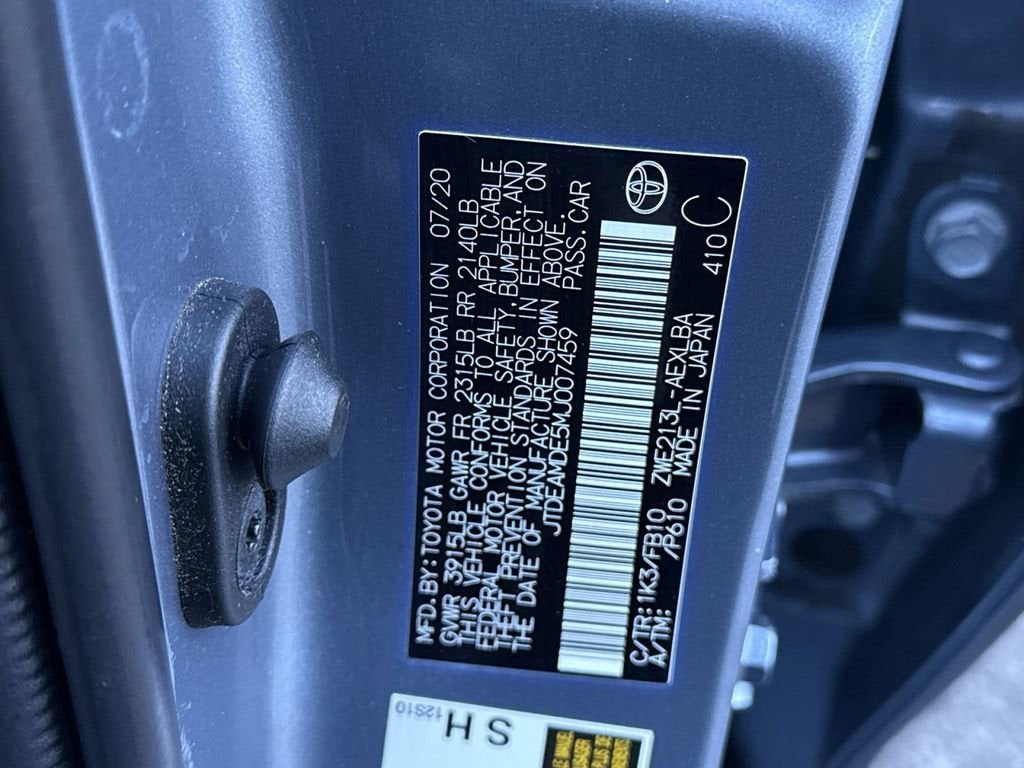 MFD.BY:TOYOTA MOTOR CORPORATION 07/20
GVWR 3915LB GAWR FR 2315LB RR 2140LB
THIS VEHICLE CONFORMS TO ALL APPLICABLE
FEDERAL MOTOR VEHICLE SAFETY, BUMPER, AND
THEFT PREVENTION STANDARDS IN EFFECT ON
THE DATE OF MANUFACTURE SHOWN ABOVE.
JTDEAMDE5MJ007459 PASS.CAR
C/TR:1K3/FB10 ZWE213L-AEXLBA
A/TM: /P610 MADE IN JAPAN 410 C
12S10
S H